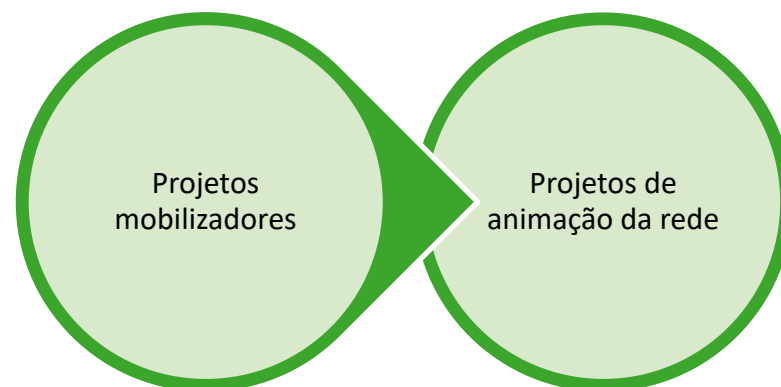 Projetos
mobilizadores
Projetos de
animação da rede